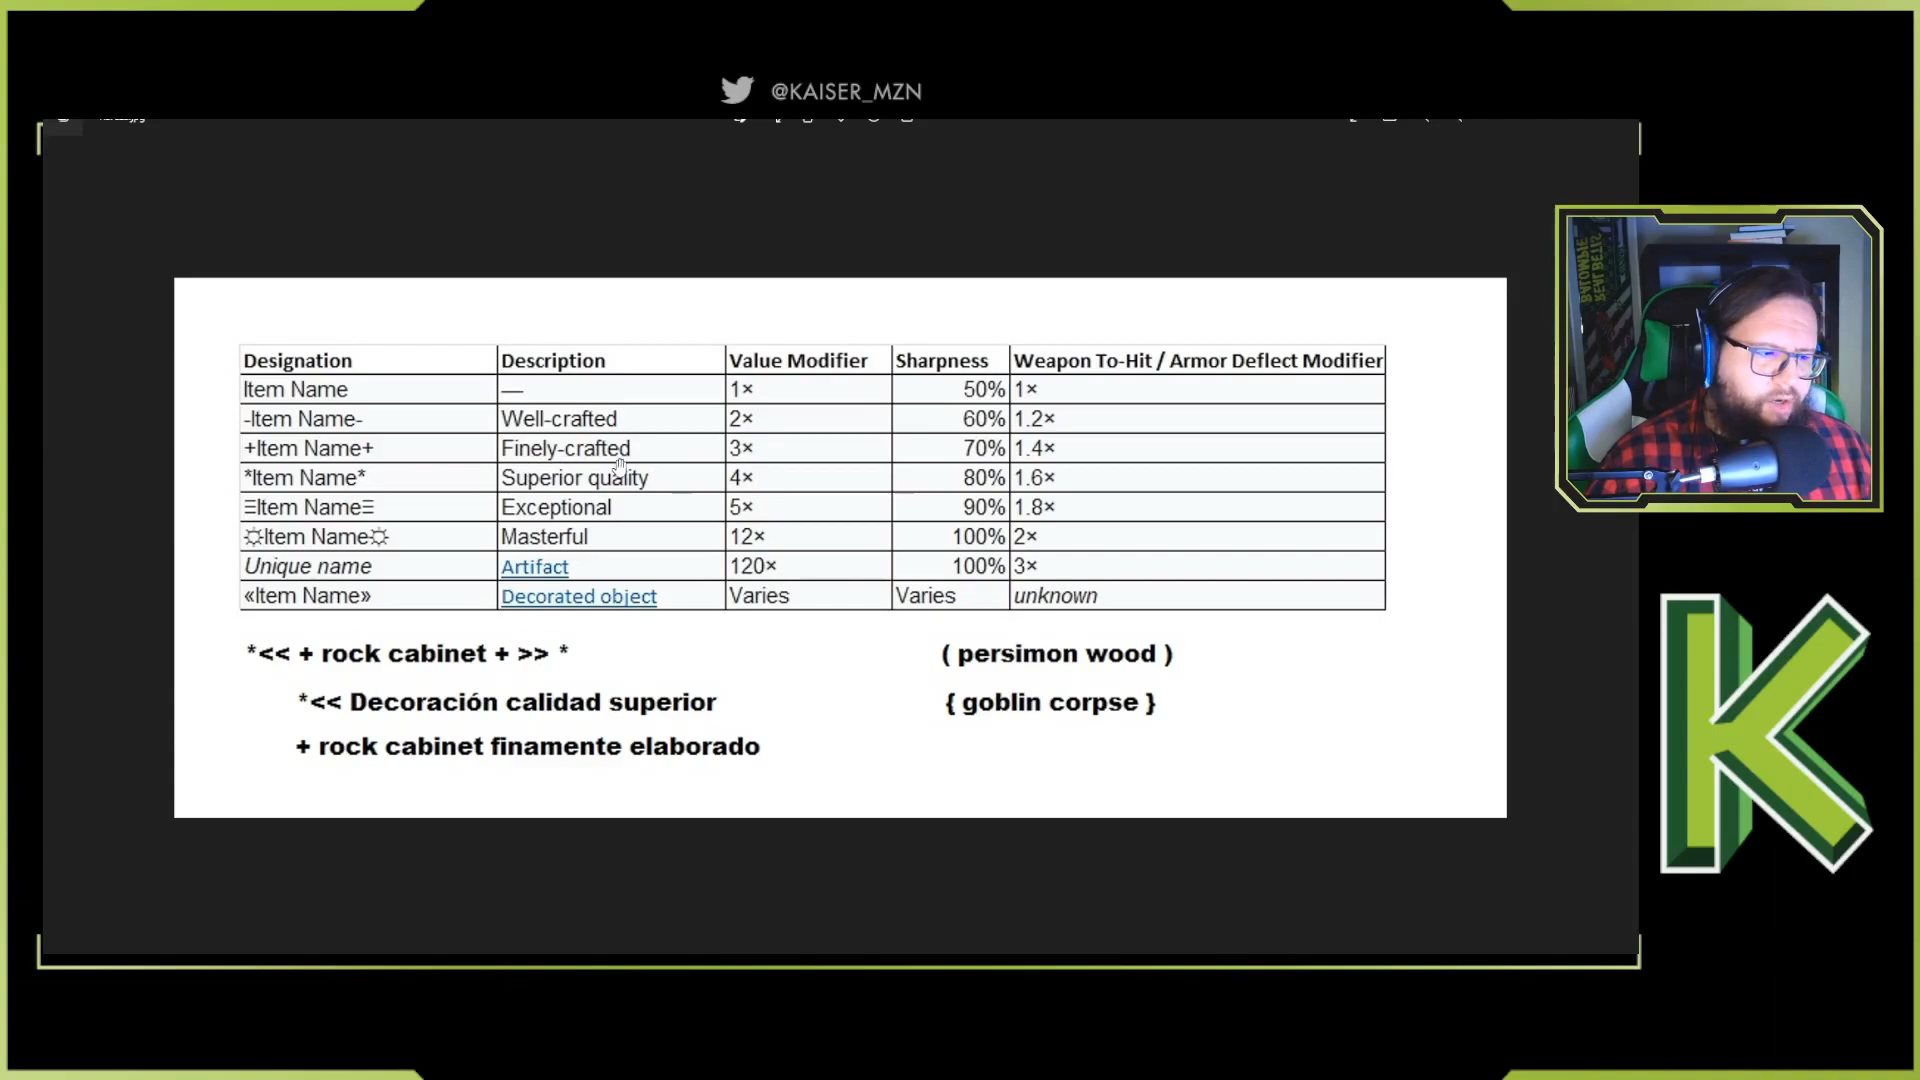 @KAISER_MZN
Designation Description Value Modifier Sharpness Weapon To-Hit / Armor Deflect Modifier
Item Name — 1× 50% 1×
-Item Name- Well-crafted 2× 60% 1.2×
+Item Name+ Finely-crafted 3× 70% 1.4×
*Item Name* Superior quality 4× 80% 1.6×
≡Item Name≡ Exceptional 5× 90% 1.8×
☼Item Name☼ Masterful 12× 100% 2×
Unique name Artifact 120× 100% 3×
«Item Name» Decorated object Varies Varies unknown
*<< + rock cabinet + >> *
( persimon wood )
*<< Decoración calidad superior
{ goblin corpse }
+ rock cabinet finamente elaborado
K